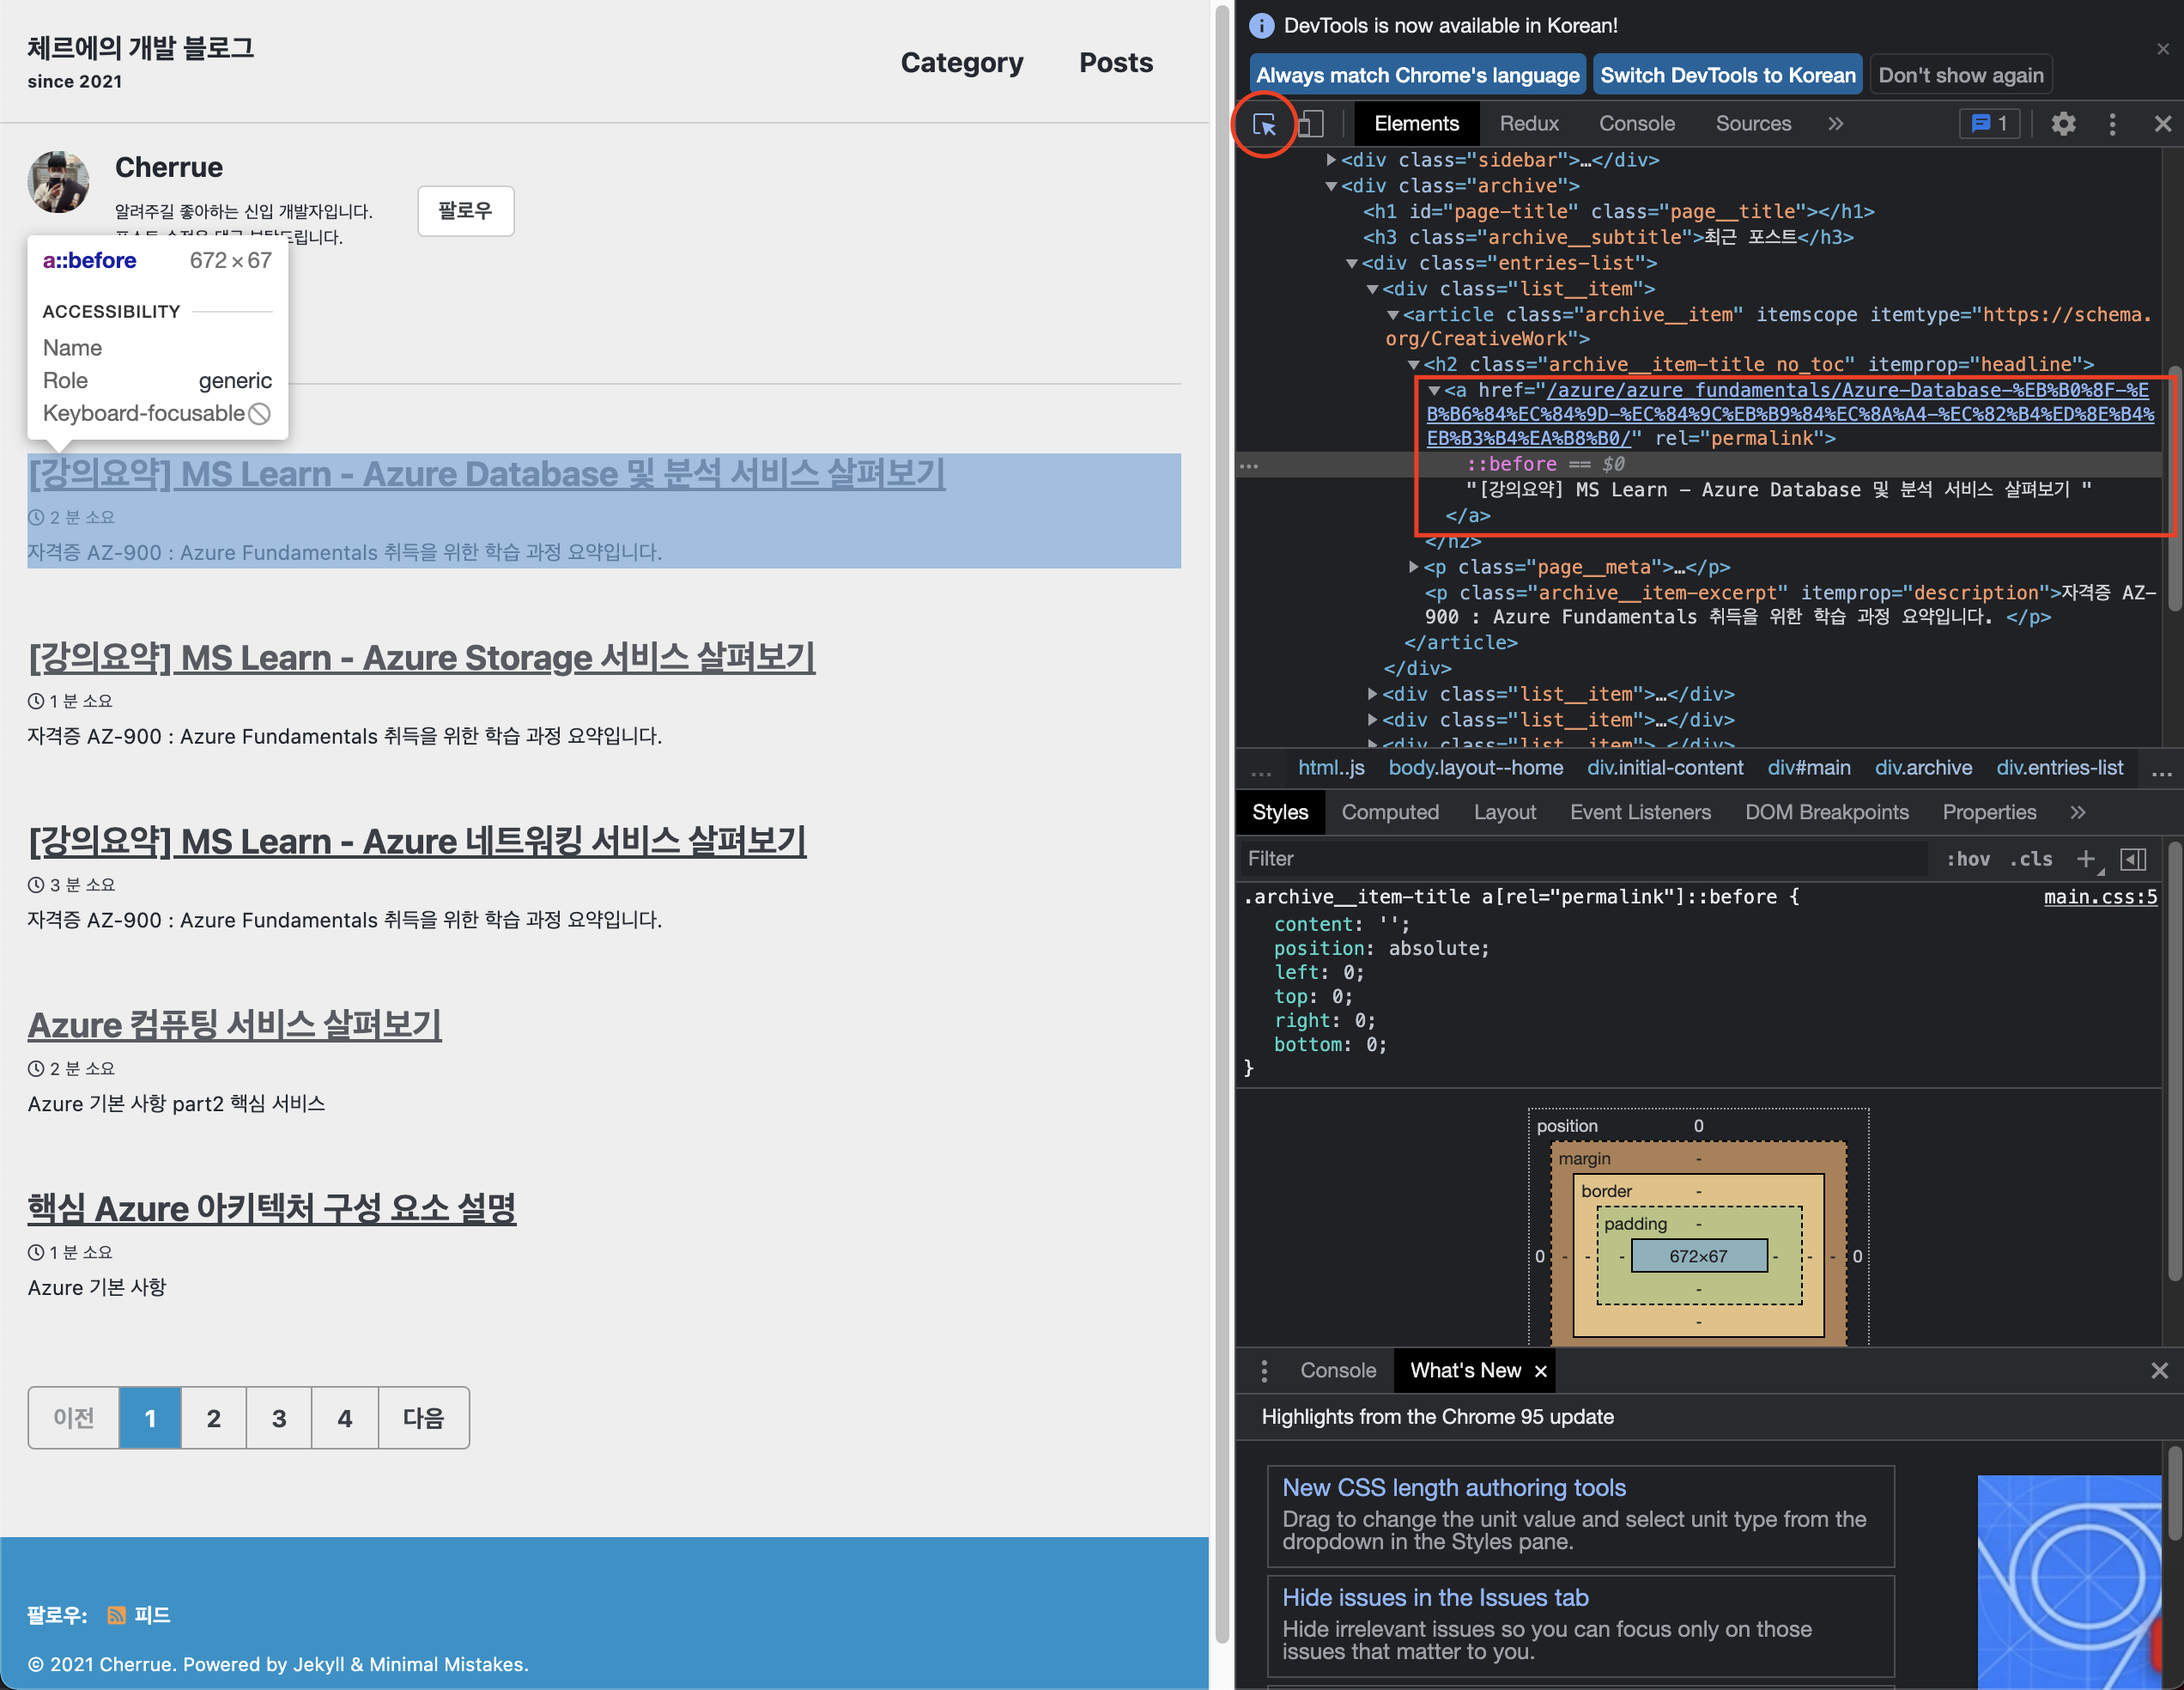 체르에의 개발 블로그
since 2021
Category
Posts
Cherrue
알려주길 좋아하는 신입 개발자입니다.
팔로우
a::before 672×67
ACCESSIBILITY
Name
Role generic
Keyboard-focusable
[강의요약] MS Learn - Azure Database 및 분석 서비스 살펴보기
2 분 소요
자격증 AZ-900 : Azure Fundamentals 취득을 위한 학습 과정 요약입니다.
[강의요약] MS Learn - Azure Storage 서비스 살펴보기
1 분 소요
자격증 AZ-900 : Azure Fundamentals 취득을 위한 학습 과정 요약입니다.
[강의요약] MS Learn - Azure 네트워킹 서비스 살펴보기
3 분 소요
자격증 AZ-900 : Azure Fundamentals 취득을 위한 학습 과정 요약입니다.
Azure 컴퓨팅 서비스 살펴보기
2 분 소요
Azure 기본 사항 part2 핵심 서비스
핵심 Azure 아키텍처 구성 요소 설명
1 분 소요
Azure 기본 사항
이전 1 2 3 4 다음
팔로우: 피드
© 2021 Cherrue. Powered by Jekyll & Minimal Mistakes.
DevTools is now available in Korean!
Always match Chrome's language Switch DevTools to Korean Don't show again
Elements Redux Console Sources » 1
<div class="sidebar">…</div>
<div class="archive">
<h1 id="page-title" class="page__title"></h1>
<h3 class="archive__subtitle">최근 포스트</h3>
<div class="entries-list">
<div class="list__item">
<article class="archive__item" itemscope itemtype="https://schema.
org/CreativeWork">
<h2 class="archive__item-title no_toc" itemprop="headline">
<a href="/azure/azure_fundamentals/Azure-Database-%EB%B0%8F-%E
B%B6%84%EC%84%9D-%EC%84%9C%EB%B9%84%EC%8A%A4-%EC%82%B4%ED%8E%B4%
EB%B3%B4%EA%B8%B0/" rel="permalink">
::before == $0
"[강의요약] MS Learn - Azure Database 및 분석 서비스 살펴보기 "
</a>
</h2>
<p class="page__meta">…</p>
<p class="archive__item-excerpt" itemprop="description">자격증 AZ-
900 : Azure Fundamentals 취득을 위한 학습 과정 요약입니다. </p>
</article>
</div>
<div class="list__item">…</div>
<div class="list__item">…</div>
<div class="list__item">…</div>
… html..js body.layout--home div.initial-content div#main div.archive div.entries-list …
Styles Computed Layout Event Listeners DOM Breakpoints Properties »
Filter :hov .cls +
.archive__item-title a[rel="permalink"]::before { main.css:5
content: '';
position: absolute;
left: 0;
top: 0;
right: 0;
bottom: 0;
}
position 0
margin -
border -
padding -
0 - - - 672×67 - - - 0
-
-
Console What's New ×
Highlights from the Chrome 95 update
New CSS length authoring tools
Drag to change the unit value and select unit type from the
dropdown in the Styles pane.
Hide issues in the Issues tab
Hide irrelevant issues so you can focus only on those
issues that matter to you.